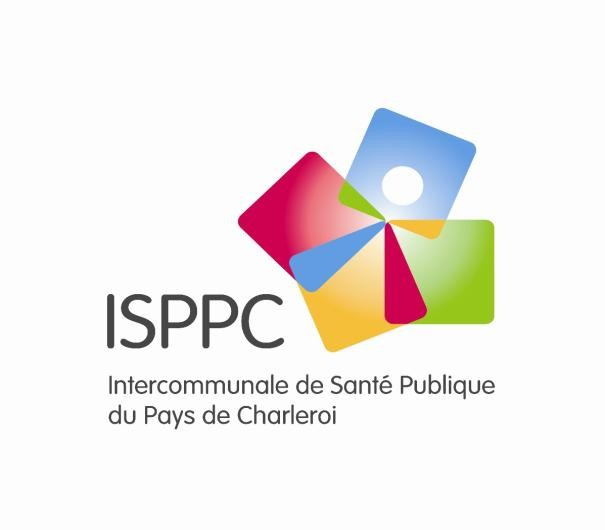 ISPPC
Intercommunale de Santé Publique
du Pays de Charleroi